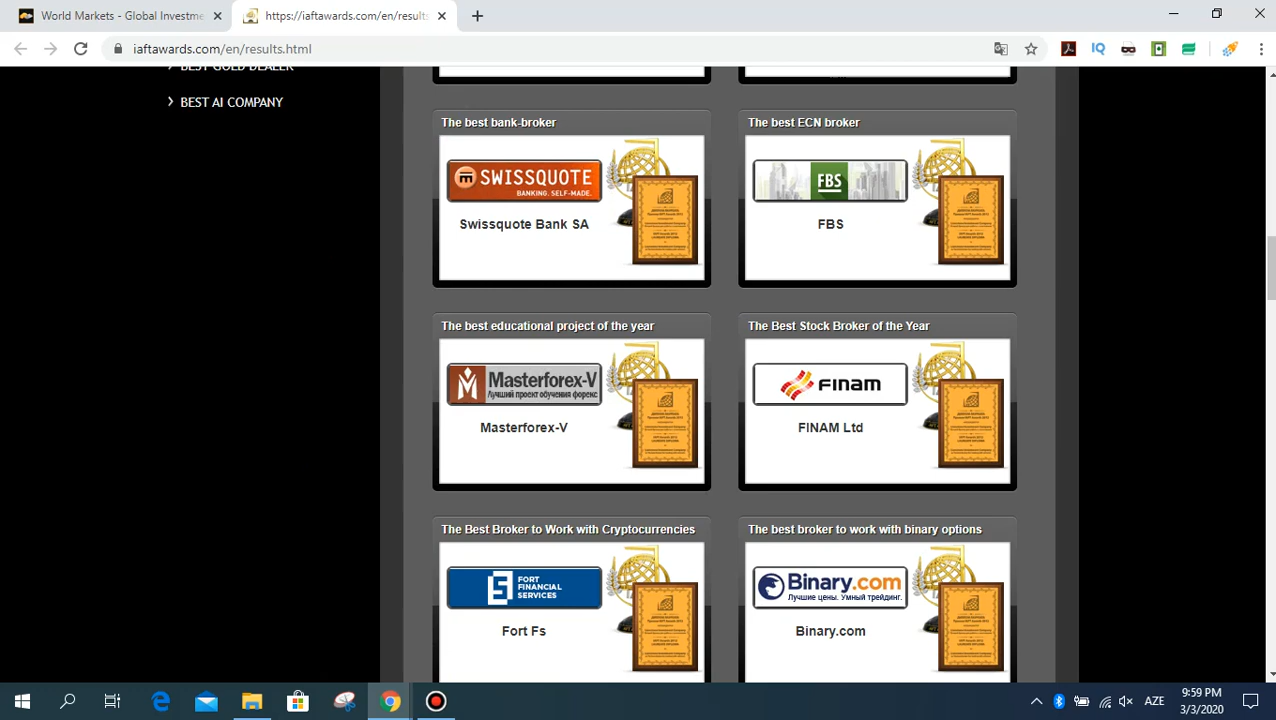 World Markets - Global Investme
https://iaftawards.com/en/results
iaftawards.com/en/results.html
BEST GOLD DEALER
BEST AI COMPANY
The best bank-broker
The best ECN broker
SWISSQUOTE
BANKING. SELF-MADE.
FBS
Swissquote Bank SA
FBS
The best educational project of the year
The Best Stock Broker of the Year
Masterforex-V
Лучший проект обучения форекс
FINAM
Masterforex-V
FINAM Ltd
The Best Broker to Work with Cryptocurrencies
The best broker to work with binary options
FORT
FINANCIAL
SERVICES
Binary.com
Лучшие цены. Умный трейдинг.
Fort Fs
Binary.com
9:59 PM
AZE
3/3/2020